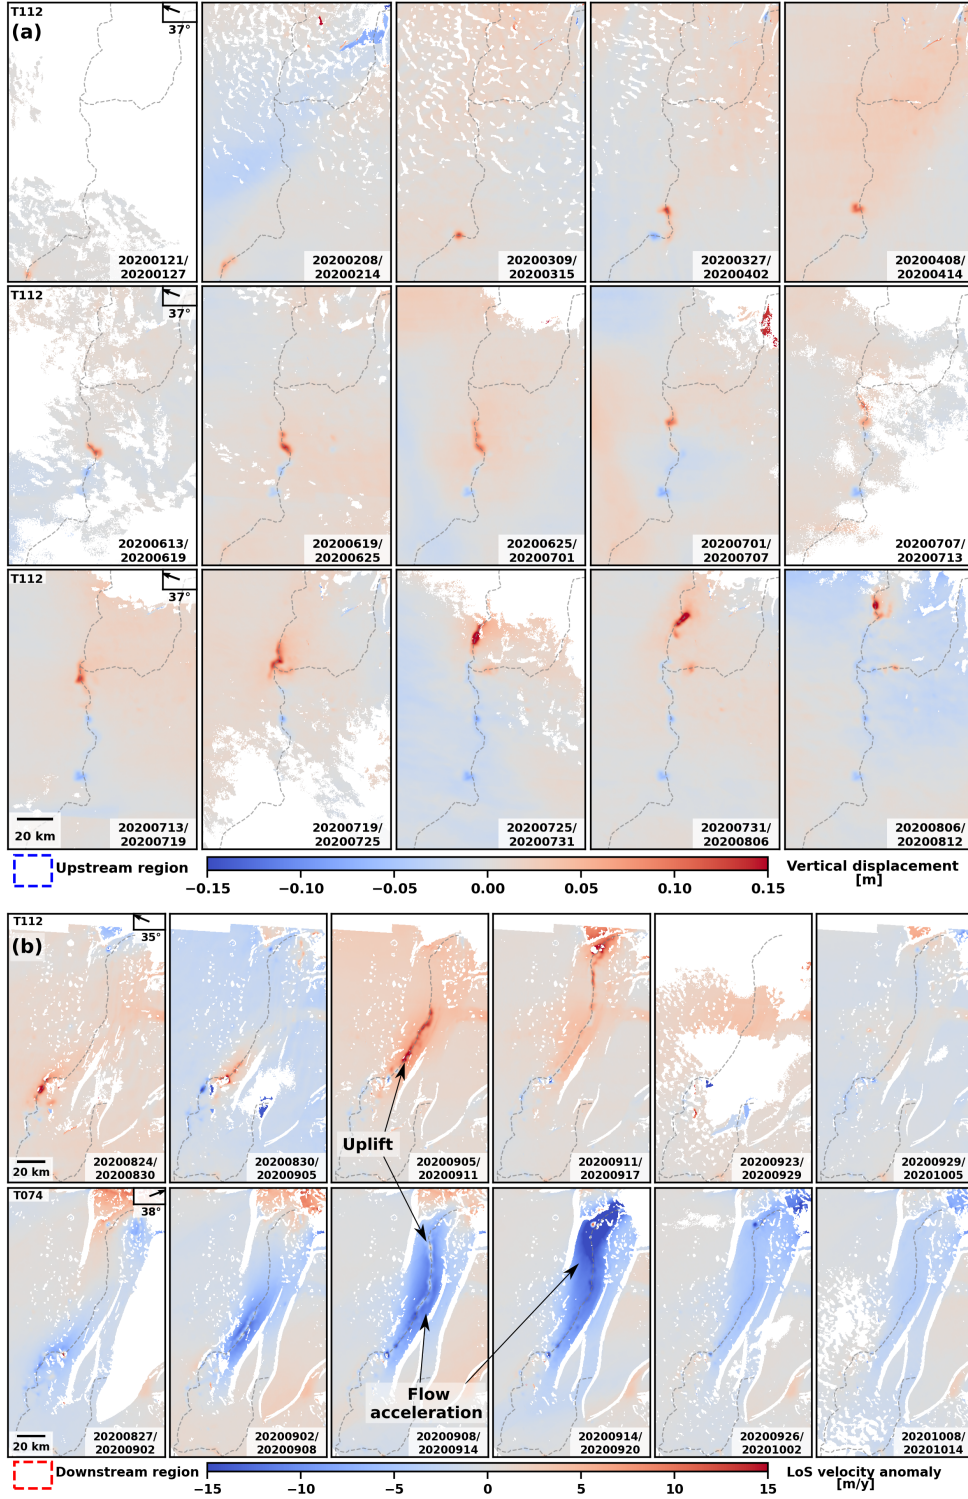 T112
(a)
37°
20200121/
20200127
20200208/
20200214
20200309/
20200315
20200327/
20200402
20200408/
20200414
T112
37°
20200613/
20200619
20200619/
20200625
20200625/
20200701
20200701/
20200707
20200707/
20200713
T112
37°
20 km
20200713/
20200719
20200719/
20200725
20200725/
20200731
20200731/
20200806
20200806/
20200812
Upstream region
−0.15 −0.10 −0.05 0.00 0.05 0.10 0.15
Vertical displacement
[m]
T112
(b)
35°
20 km
20200824/
20200830
20200830/
20200905
20200905/
20200911
20200911/
20200917
20200923/
20200929
20200929/
20201005
Uplift
T074
38°
20 km
20200827/
20200902
20200902/
20200908
20200908/
20200914
20200914/
20200920
20200926/
20201002
20201008/
20201014
Flow
acceleration
Downstream region
−15 −10 −5 0 5 10 15
LoS velocity anomaly
[m/y]